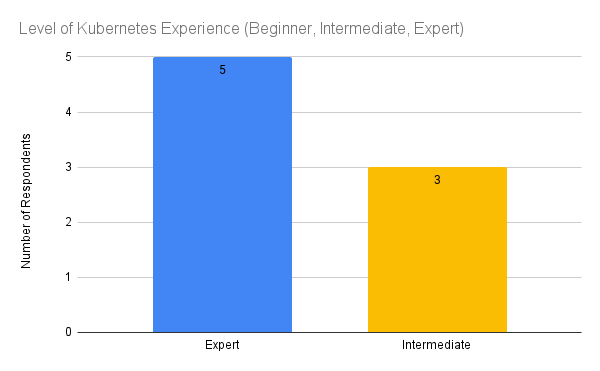 Level of Kubernetes Experience (Beginner, Intermediate, Expert)
Number of Respondents
5
4
3
2
1
0
5
3
Expert
Intermediate